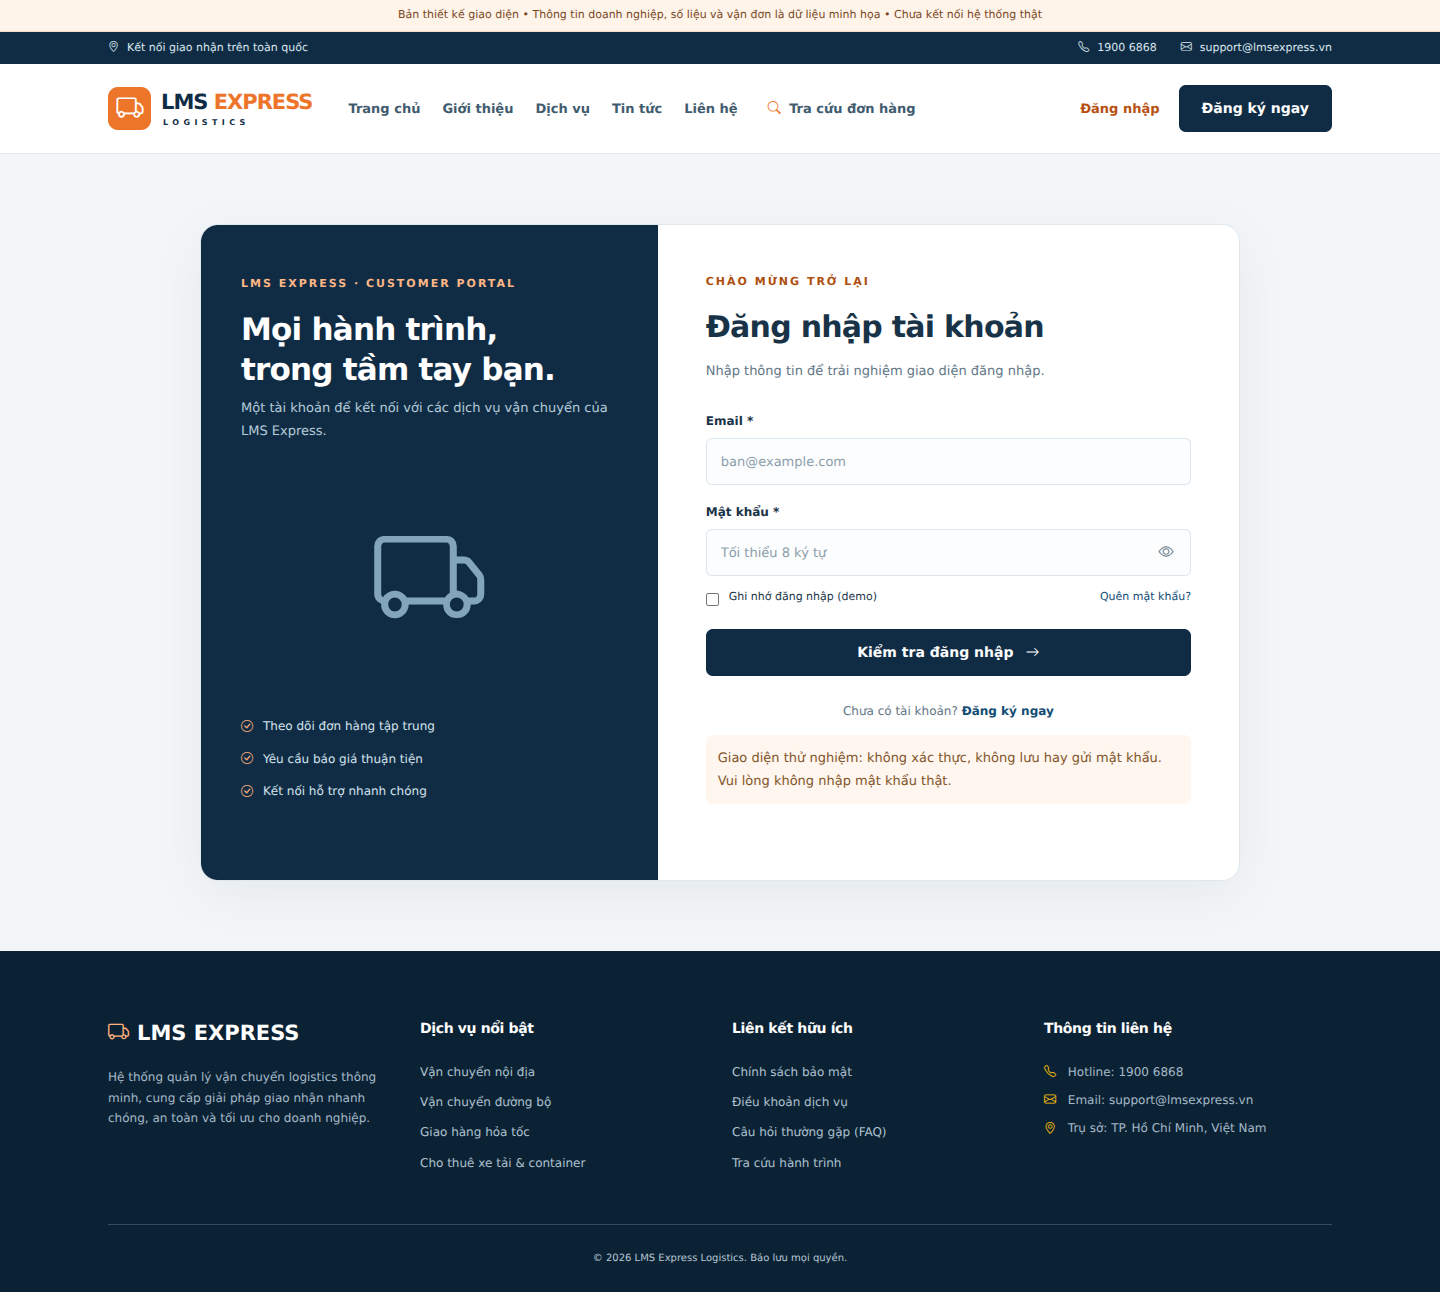 Bản thiết kế giao diện • Thông tin doanh nghiệp, số liệu và vận đơn là dữ liệu minh họa • Chưa kết nối hệ thống thật
Kết nối giao nhận trên toàn quốc
1900 6868
support@lmsexpress.vn
LMS EXPRESS
LOGISTICS
Trang chủ
Giới thiệu
Dịch vụ
Tin tức
Liên hệ
Tra cứu đơn hàng
Đăng nhập
Đăng ký ngay
LMS EXPRESS · CUSTOMER PORTAL
Mọi hành trình,
trong tầm tay bạn.
Một tài khoản để kết nối với các dịch vụ vận chuyển của
LMS Express.
Theo dõi đơn hàng tập trung
Yêu cầu báo giá thuận tiện
Kết nối hỗ trợ nhanh chóng
CHÀO MỪNG TRỞ LẠI
Đăng nhập tài khoản
Nhập thông tin để trải nghiệm giao diện đăng nhập.
Email *
ban@example.com
Mật khẩu *
Tối thiểu 8 ký tự
Ghi nhớ đăng nhập (demo)
Quên mật khẩu?
Kiểm tra đăng nhập →
Chưa có tài khoản? Đăng ký ngay
Giao diện thử nghiệm: không xác thực, không lưu hay gửi mật khẩu.
Vui lòng không nhập mật khẩu thật.
LMS EXPRESS
Hệ thống quản lý vận chuyển logistics thông
minh, cung cấp giải pháp giao nhận nhanh
chóng, an toàn và tối ưu cho doanh nghiệp.
Dịch vụ nổi bật
Vận chuyển nội địa
Vận chuyển đường bộ
Giao hàng hỏa tốc
Cho thuê xe tải & container
Liên kết hữu ích
Chính sách bảo mật
Điều khoản dịch vụ
Câu hỏi thường gặp (FAQ)
Tra cứu hành trình
Thông tin liên hệ
Hotline: 1900 6868
Email: support@lmsexpress.vn
Trụ sở: TP. Hồ Chí Minh, Việt Nam
© 2026 LMS Express Logistics. Bảo lưu mọi quyền.